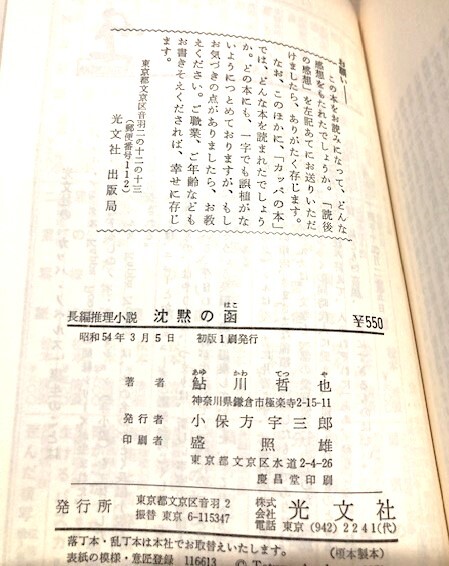 お願い――
この本をお読みになって、どんな
感想をもたれたでしょうか。「読後
の感想」を左記あてにお送りいただ
けましたら、ありがたく存じます。
なお、このほかに、「カッパの本」
では、どんな本を読まれたでしょう
か。どの本にも、一字でも誤植がな
いようにつとめておりますが、もし
お気づきの点がありましたら、お教
えください。ご職業、ご年齢なども
お書きそえくだされば、幸せに存じ
ます。
東京都文京区音羽二の十二の十三
(郵便番号112)
光文社 出版局
長編推理小説 沈黙の函 ¥550
はこ
昭和54年3月5日 初版1刷発行
あゆ かわ てつ や
著者 鮎川哲也
神奈川県鎌倉市極楽寺2-15-11
発行者 小保方宇三郎
印刷者 盛照雄
東京都文京区水道2-4-26
慶昌堂印刷
発行所 東京都文京区音羽2 株式会社 光文社
振替 東京6-115347 電話 東京(942)2241(代)
落丁本・乱丁本は本社でお取替えいたします。 (榎本製本)
表紙の模様・意匠登録 116613